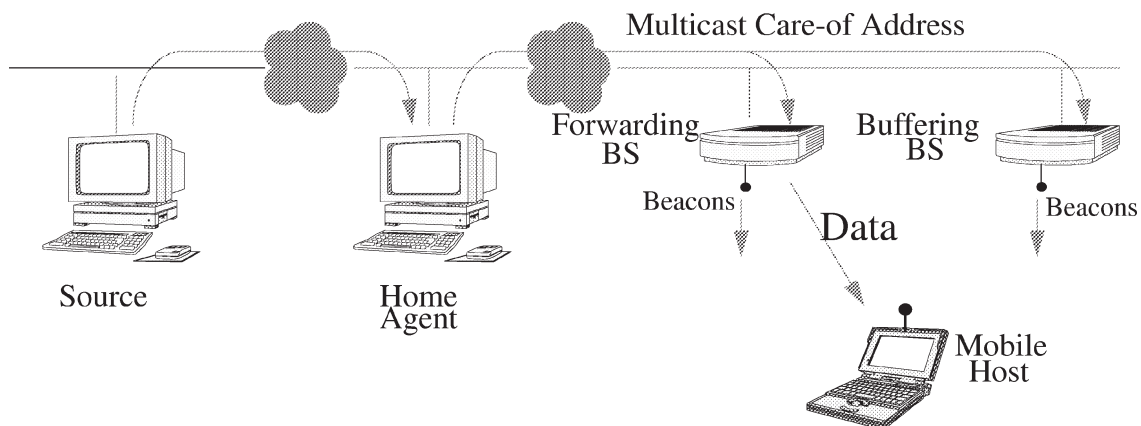 Multicast Care-of Address
Forwarding
BS
Buffering
BS
Beacons
Beacons
Data
Source
Home
Agent
Mobile
Host